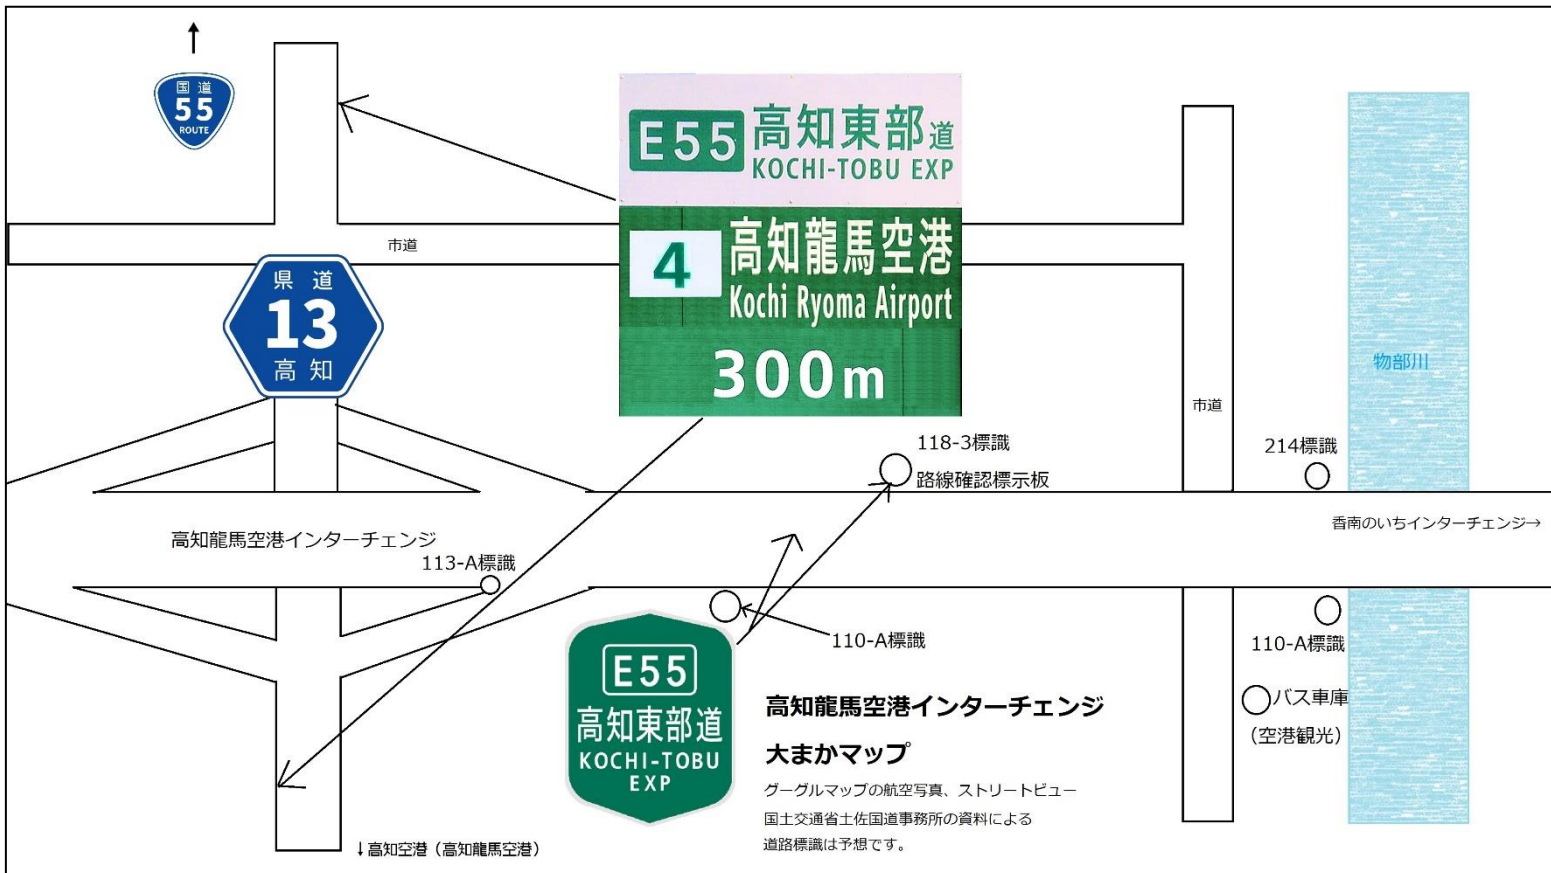 国道
55
ROUTE
E55
高知東部道
KOCHI-TOBU EXP
4
高知龍馬空港
Kochi Ryoma Airport
300m
市道
県道
13
高知
物部川
市道
118-3標識
路線確認標示板
214標識
香南のいちインターチェンジ→
高知龍馬空港インターチェンジ
113-A標識
110-A標識
110-A標識
E55
高知東部道
KOCHI-TOBU
EXP
高知龍馬空港インターチェンジ
大まかマップ
グーグルマップの航空写真、ストリートビュー
国土交通省土佐国道事務所の資料による
道路標識は予想です。
バス車庫
(空港観光)
↓高知空港(高知龍馬空港)